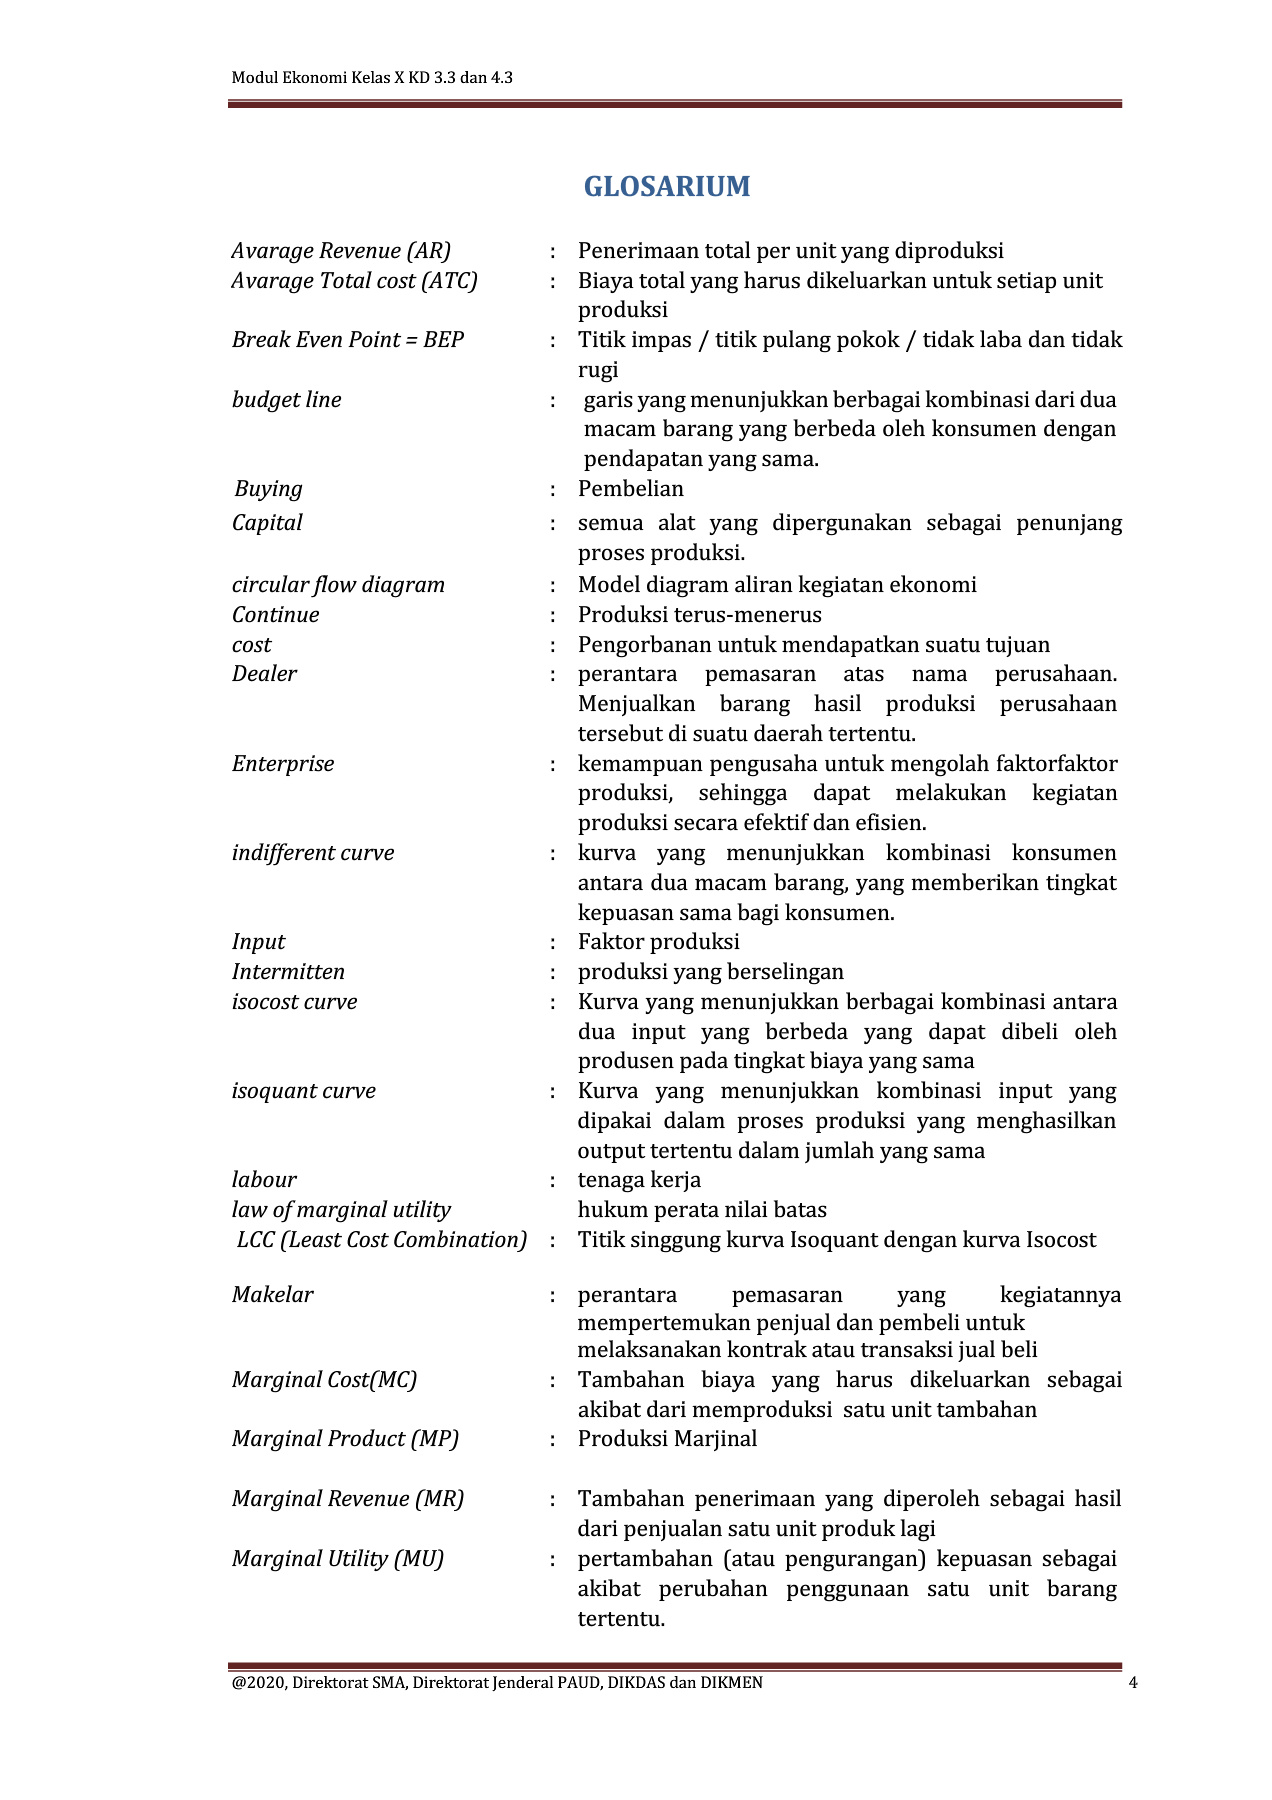 Modul Ekonomi Kelas X KD 3.3 dan 4.3
GLOSARIUM
Avarage Revenue (AR) : Penerimaan total per unit yang diproduksi
Avarage Total cost (ATC) : Biaya total yang harus dikeluarkan untuk setiap unit
produksi
Break Even Point = BEP : Titik impas / titik pulang pokok / tidak laba dan tidak
rugi
budget line : garis yang menunjukkan berbagai kombinasi dari dua
macam barang yang berbeda oleh konsumen dengan
pendapatan yang sama.
Buying : Pembelian
Capital : semua alat yang dipergunakan sebagai penunjang
proses produksi.
circular flow diagram : Model diagram aliran kegiatan ekonomi
Continue : Produksi terus-menerus
cost : Pengorbanan untuk mendapatkan suatu tujuan
Dealer : perantara pemasaran atas nama perusahaan.
Menjualkan barang hasil produksi perusahaan
tersebut di suatu daerah tertentu.
Enterprise : kemampuan pengusaha untuk mengolah faktorfaktor
produksi, sehingga dapat melakukan kegiatan
produksi secara efektif dan efisien.
indifferent curve : kurva yang menunjukkan kombinasi konsumen
antara dua macam barang, yang memberikan tingkat
kepuasan sama bagi konsumen.
Input : Faktor produksi
Intermitten : produksi yang berselingan
isocost curve : Kurva yang menunjukkan berbagai kombinasi antara
dua input yang berbeda yang dapat dibeli oleh
produsen pada tingkat biaya yang sama
isoquant curve : Kurva yang menunjukkan kombinasi input yang
dipakai dalam proses produksi yang menghasilkan
output tertentu dalam jumlah yang sama
labour : tenaga kerja
law of marginal utility hukum perata nilai batas
LCC (Least Cost Combination) : Titik singgung kurva Isoquant dengan kurva Isocost
Makelar : perantara pemasaran yang kegiatannya
mempertemukan penjual dan pembeli untuk
melaksanakan kontrak atau transaksi jual beli
Marginal Cost(MC) : Tambahan biaya yang harus dikeluarkan sebagai
akibat dari memproduksi satu unit tambahan
Marginal Product (MP) : Produksi Marjinal
Marginal Revenue (MR) : Tambahan penerimaan yang diperoleh sebagai hasil
dari penjualan satu unit produk lagi
Marginal Utility (MU) : pertambahan (atau pengurangan) kepuasan sebagai
akibat perubahan penggunaan satu unit barang
tertentu.
@2020, Direktorat SMA, Direktorat Jenderal PAUD, DIKDAS dan DIKMEN 4